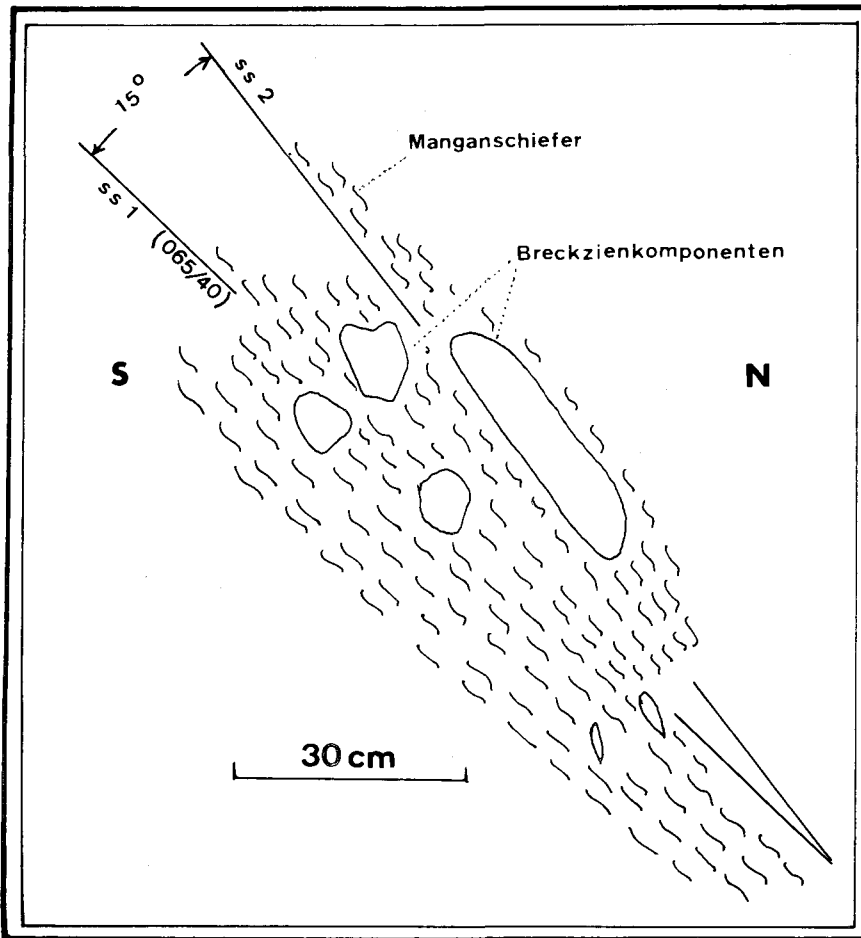 15°
ss 2
ss 1 (065/40)
Manganschiefer
Breckzienkomponenten
S
N
30 cm